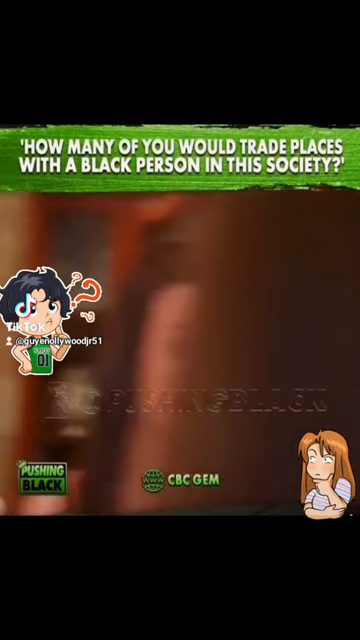 'HOW MANY OF YOU WOULD TRADE PLACES
WITH A BLACK PERSON IN THIS SOCIETY?'
TikTok
@guyenollywoodjr51
01
PUSHINGBLACK
PUSHING
BLACK
WWW
CBC GEM